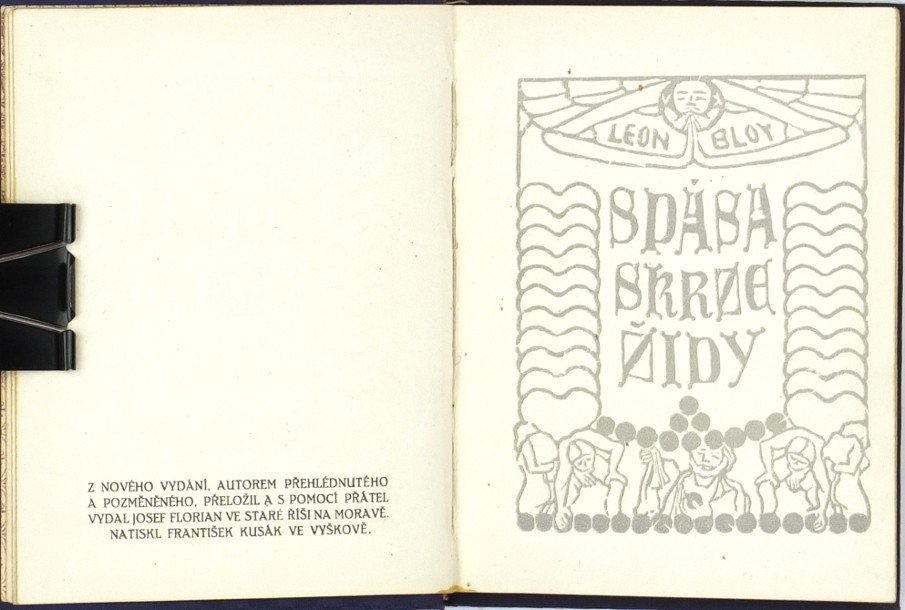 Z NOVÉHO VYDÁNÍ, AUTOREM PŘEHLÉDNUTÉHO
A POZMĚNĚNÉHO, PŘELOŽIL A S POMOCÍ PŘÁTEL
VYDAL JOSEF FLORIAN VE STARÉ ŘÍŠI NA MORAVĚ.
NATISKL FRANTIŠEK KUSÁK VE VYŠKOVĚ.
LEON BLOY
SPÁSA
SKRZE
ŽIDY